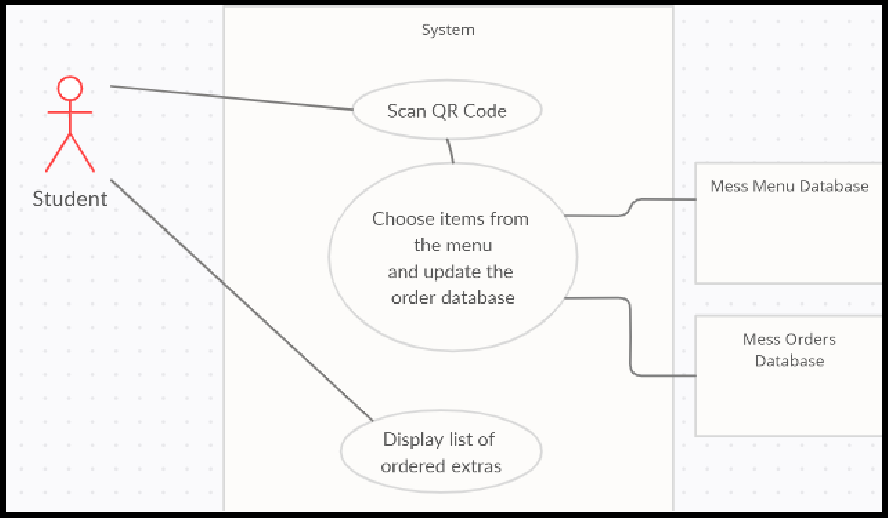 System
Scan QR Code
Student
Choose items from
the menu
and update the
order database
Mess Menu Database
Mess Orders
Database
Display list of
ordered extras